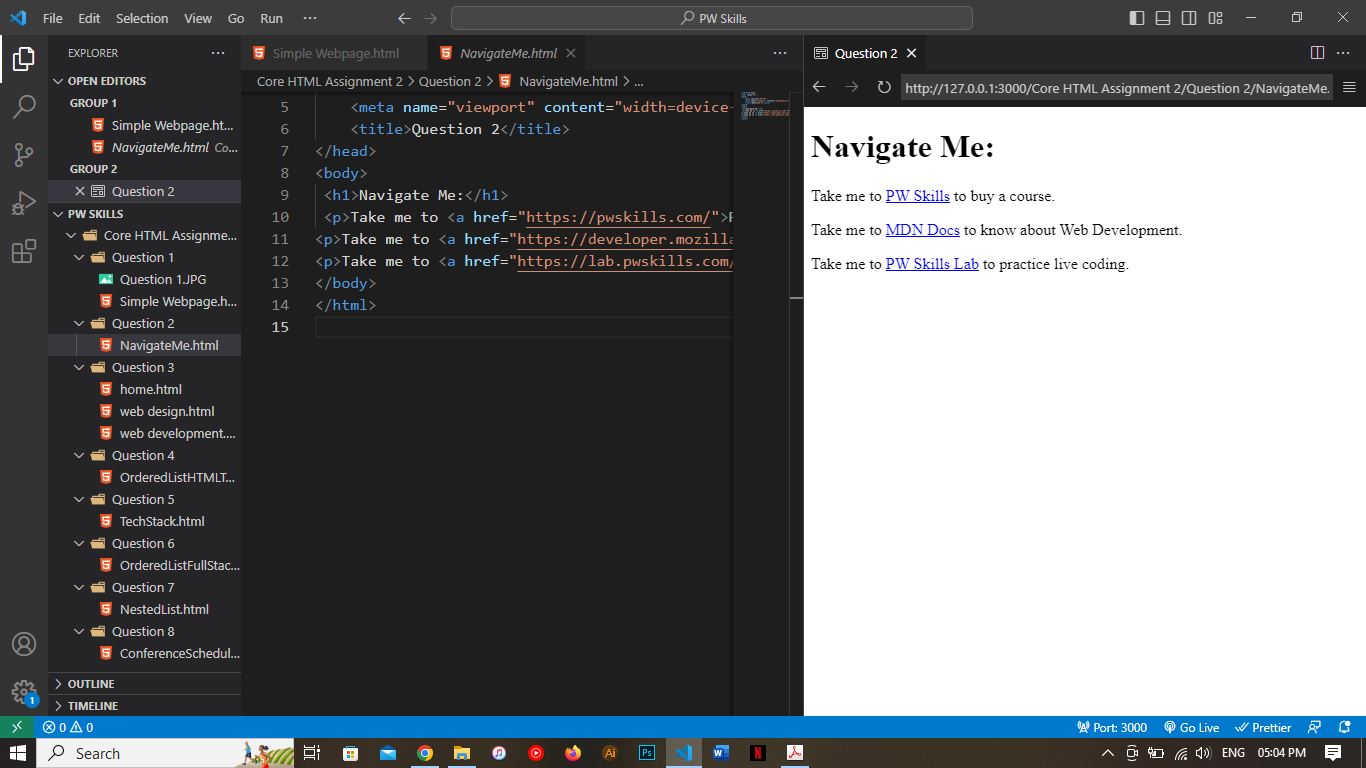 File Edit Selection View Go Run ··· PW Skills
EXPLORER ···
OPEN EDITORS
GROUP 1
Simple Webpage.ht...
NavigateMe.html Co...
GROUP 2
Question 2
PW SKILLS
Core HTML Assignme...
Question 1
Question 1.JPG
Simple Webpage.h...
Question 2
NavigateMe.html
Question 3
home.html
web design.html
web development....
Question 4
OrderedListHTMLT...
Question 5
TechStack.html
Question 6
OrderedListFullStac...
Question 7
NestedList.html
Question 8
ConferenceSchedul...
OUTLINE
TIMELINE
1
Simple Webpage.html NavigateMe.html ···
Core HTML Assignment 2 > Question 2 > NavigateMe.html > ...
5 <meta name="viewport" content="width=device-
6 <title>Question 2</title>
7 </head>
8 <body>
9 <h1>Navigate Me:</h1>
10 <p>Take me to <a href="https://pwskills.com/">
11 <p>Take me to <a href="https://developer.mozilla
12 <p>Take me to <a href="https://lab.pwskills.com/
13 </body>
14 </html>
15
Question 2 ···
http://127.0.0.1:3000/Core HTML Assignment 2/Question 2/NavigateMe.
Navigate Me:
Take me to PW Skills to buy a course.
Take me to MDN Docs to know about Web Development.
Take me to PW Skills Lab to practice live coding.
0 0 Port: 3000 Go Live Prettier
Search Ai Ps W N ENG 05:04 PM